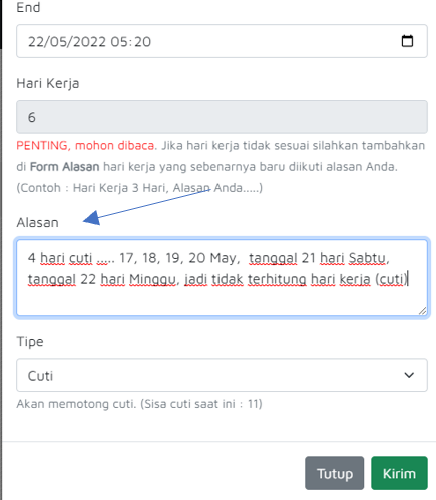 End
22/05/2022 05:20
Hari Kerja
6
PENTING, mohon dibaca. Jika hari kerja tidak sesuai silahkan tambahkan
di Form Alasan hari kerja yang sebenarnya baru diikuti alasan Anda.
(Contoh : Hari Kerja 3 Hari, Alasan Anda.....)
Alasan
4 hari cuti ..... 17, 18, 19, 20 May,  tanggal 21 hari Sabtu,
tanggal 22 hari Minggu, jadi tidak terhitung hari kerja (cuti)
Tipe
Cuti
Akan memotong cuti. (Sisa cuti saat ini : 11)
Tutup Kirim